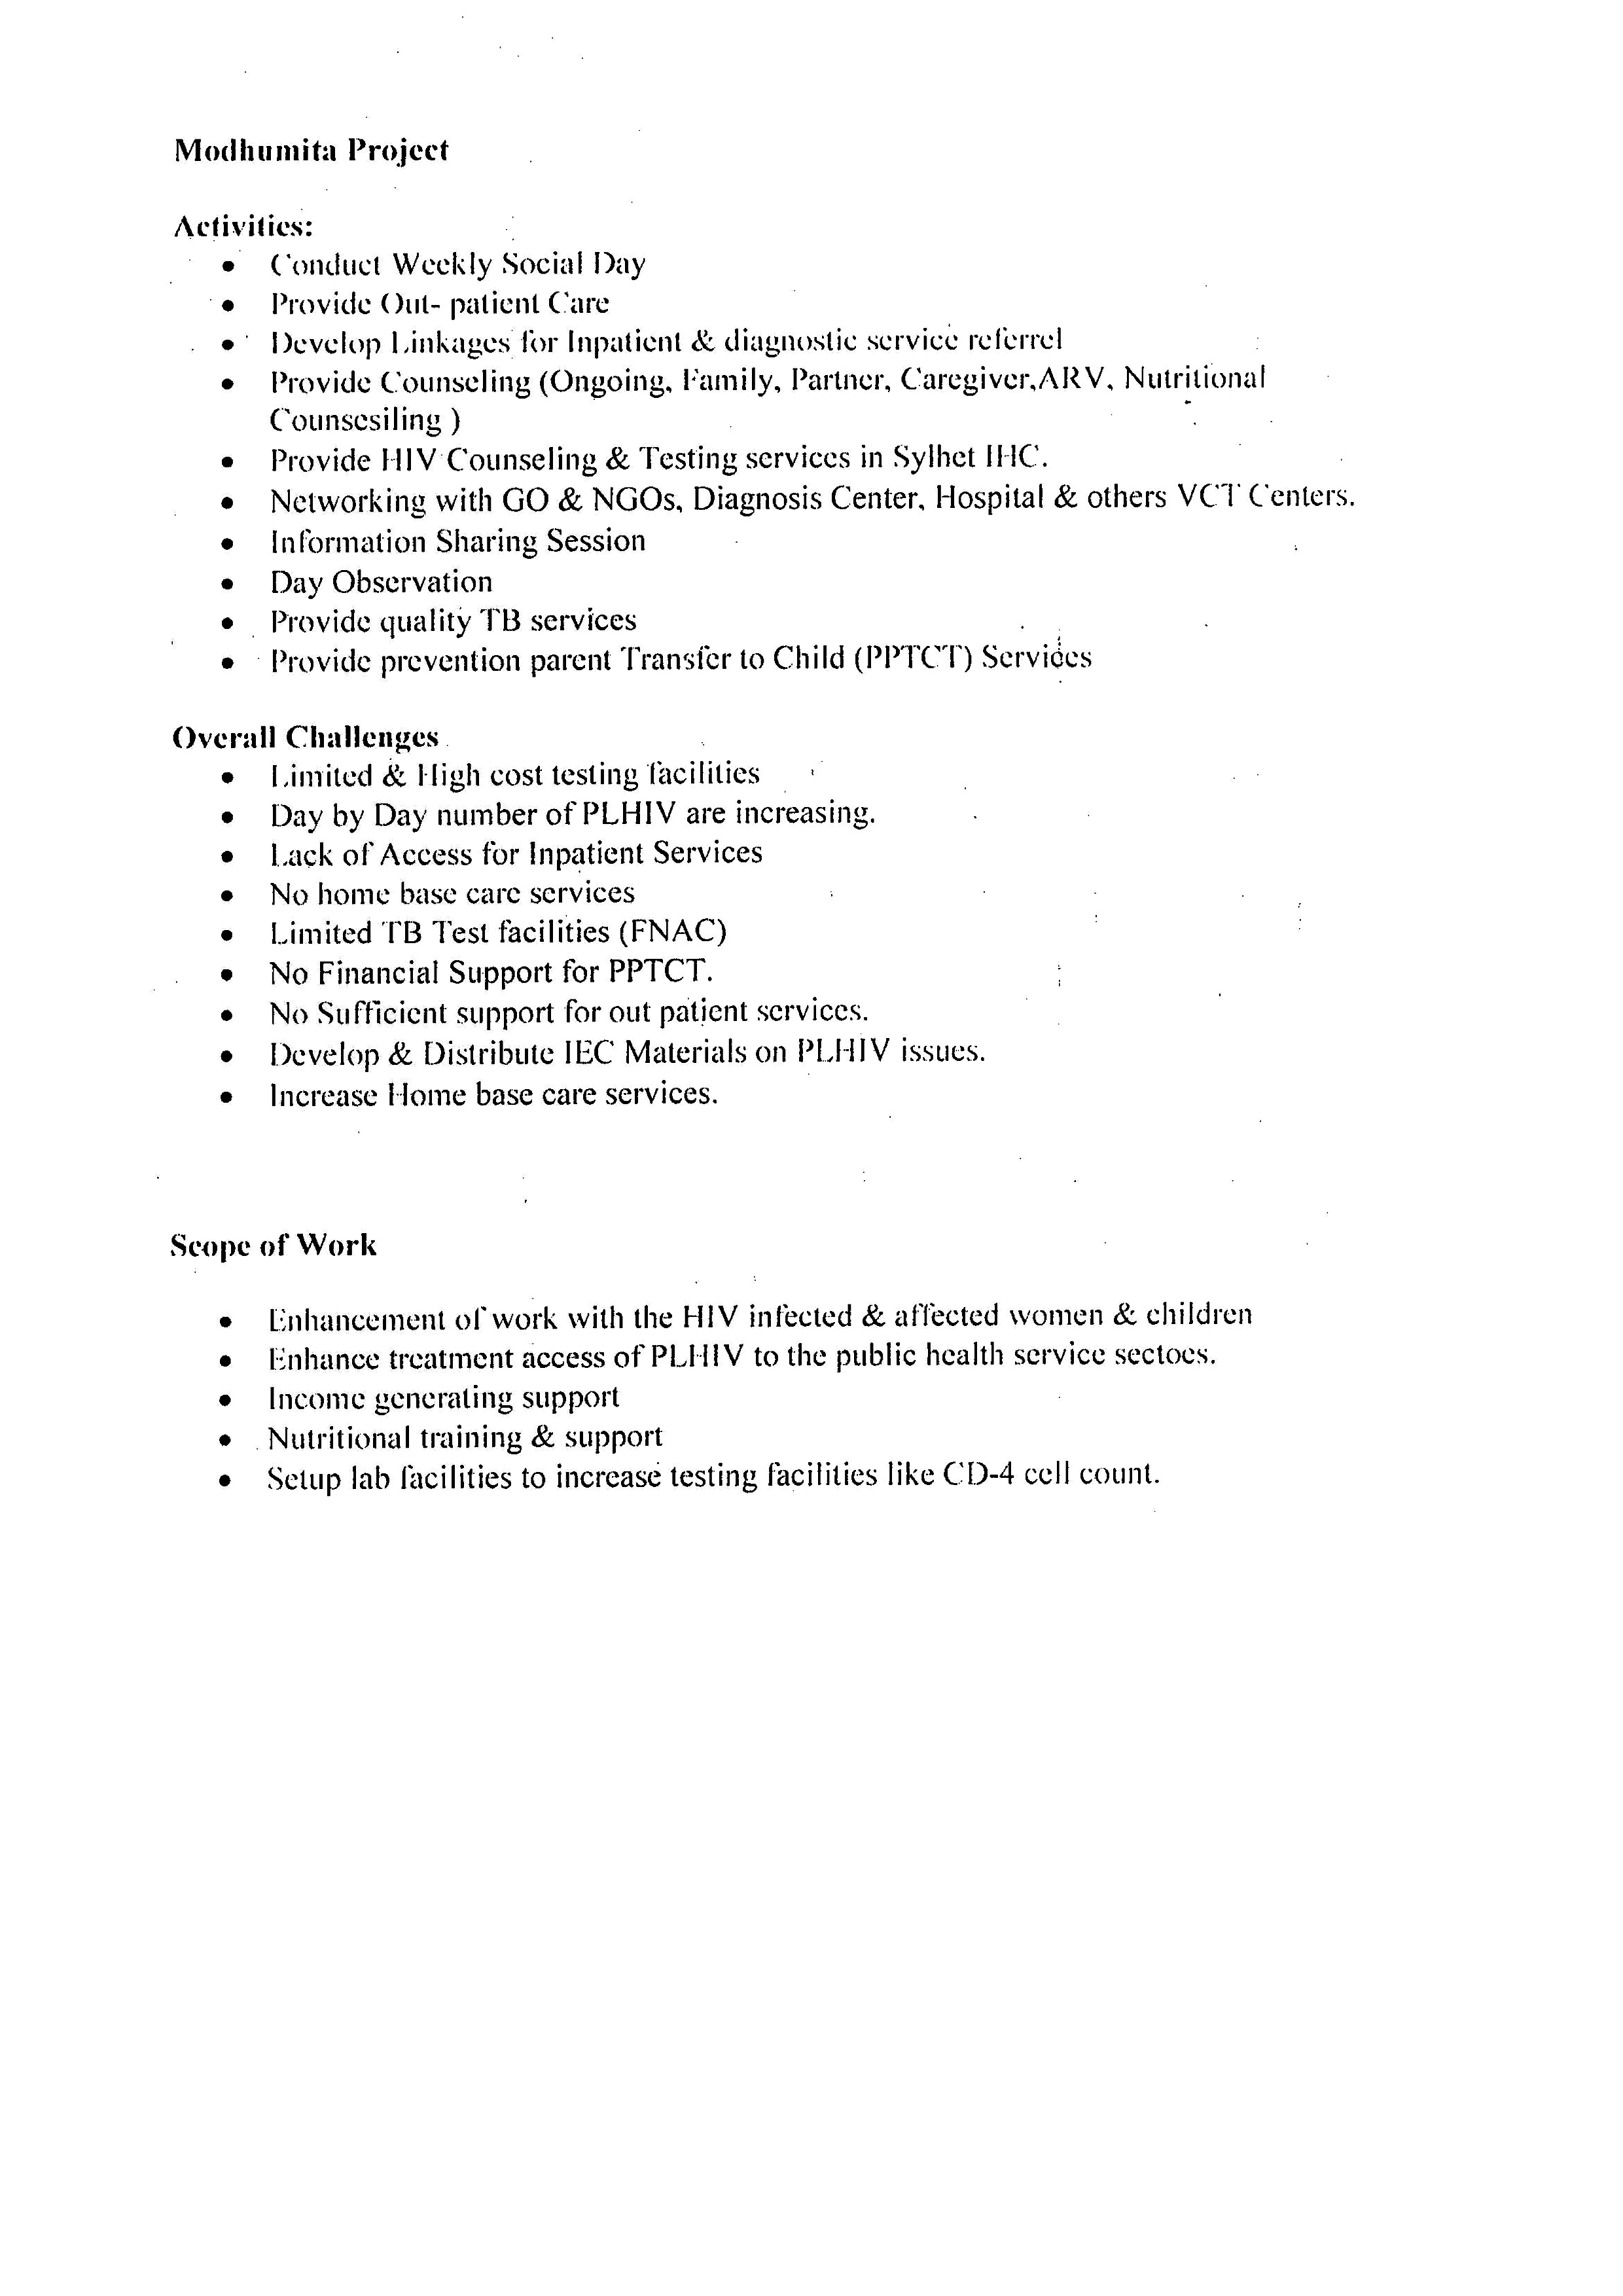 Modhumita Project
Activities:
• Conduct Weekly Social Day
• Provide Out- patient Care
• Develop Linkages for Inpatient & diagnostic service referrel
• Provide Counseling (Ongoing, Family, Partner, Caregiver,ARV, Nutritional
Counsesiling )
• Provide HIV Counseling & Testing services in Sylhet IHC.
• Networking with GO & NGOs, Diagnosis Center, Hospital & others VCT Centers.
• Information Sharing Session
• Day Observation
• Provide quality TB services
• Provide prevention parent Transfer to Child (PPTCT) Services
Overall Challenges
• Limited & High cost testing facilities
• Day by Day number of PLHIV are increasing.
• Lack of Access for Inpatient Services
• No home base care services
• Limited TB Test facilities (FNAC)
• No Financial Support for PPTCT.
• No Sufficient support for out patient services.
• Develop & Distribute IEC Materials on PLHIV issues.
• Increase Home base care services.
Scope of Work
• Enhancement of work with the HIV infected & affected women & children
• Enhance treatment access of PLHIV to the public health service sectoes.
• Income generating support
• Nutritional training & support
• Setup lab facilities to increase testing facilities like CD-4 cell count.